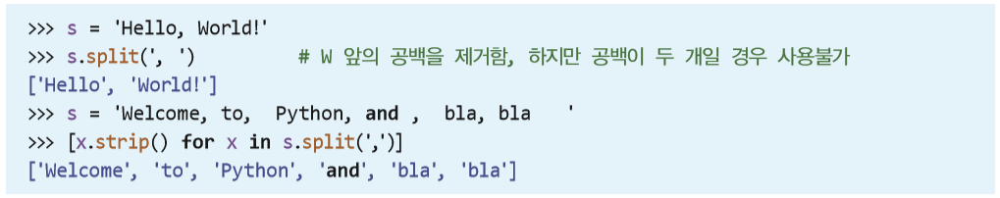 >>> s = 'Hello, World!'
>>> s.split(', ')          # W 앞의 공백을 제거함, 하지만 공백이 두 개일 경우 사용불가
['Hello', 'World!']
>>> s = 'Welcome, to,  Python, and ,  bla, bla   '
>>> [x.strip() for x in s.split(',')]
['Welcome', 'to', 'Python', 'and', 'bla', 'bla']